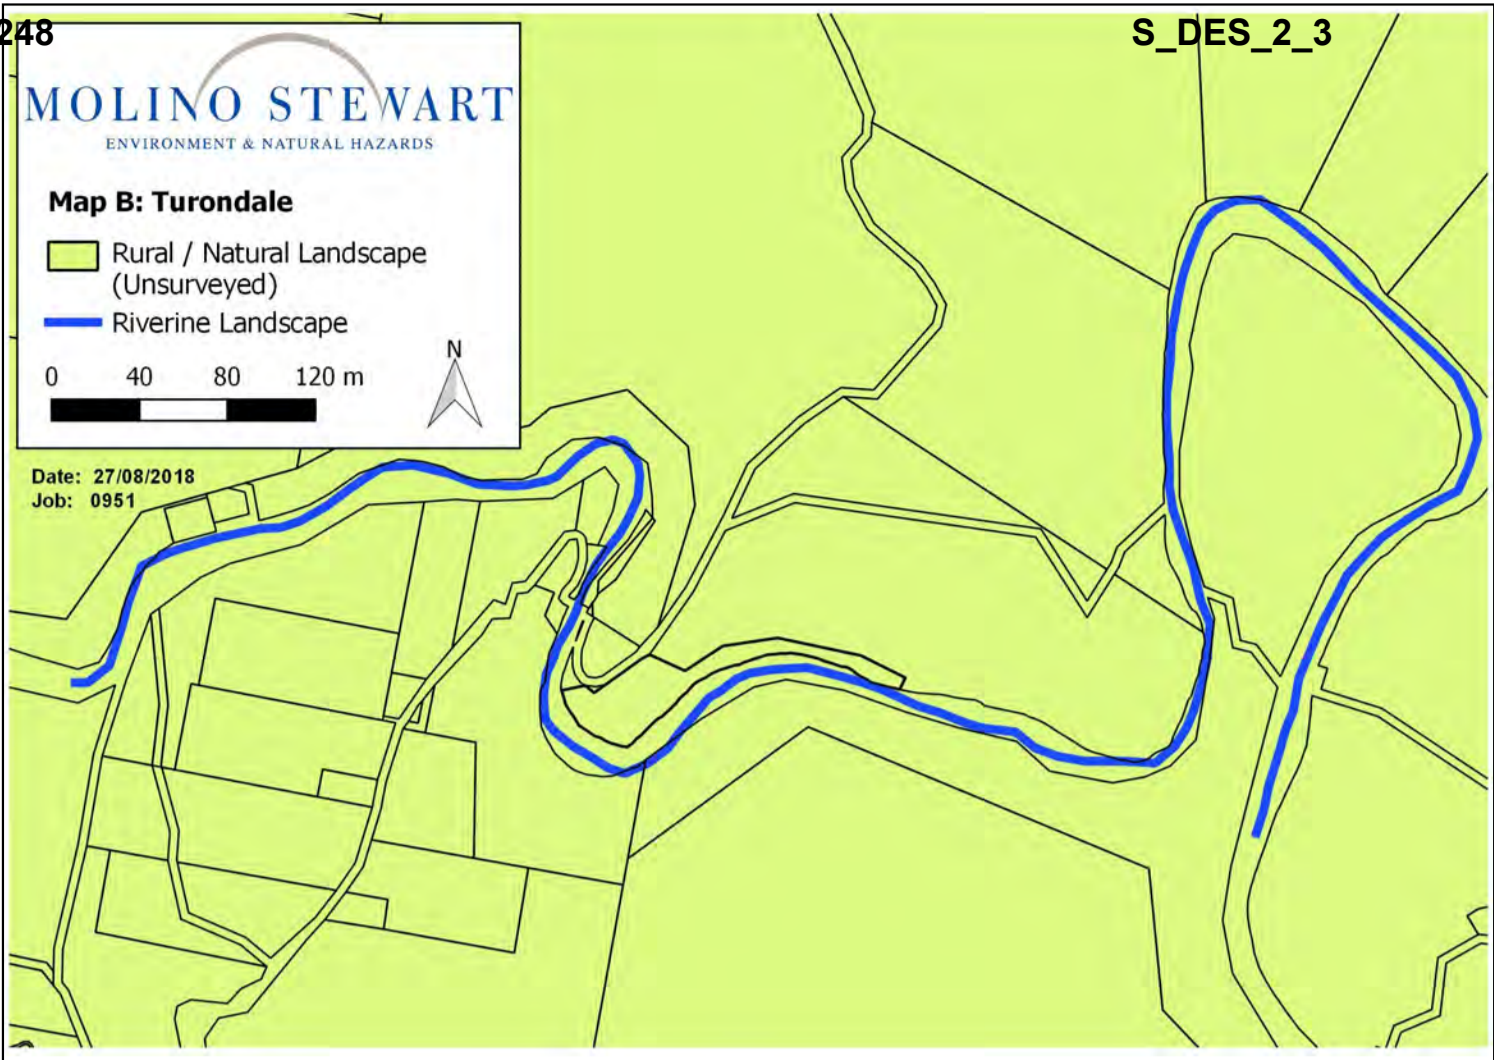 248
S_DES_2_3
MOLINO STEWART
ENVIRONMENT & NATURAL HAZARDS
Map B: Turondale
Rural / Natural Landscape
(Unsurveyed)
Riverine Landscape
N
0 40 80 120 m
Date: 27/08/2018
Job: 0951